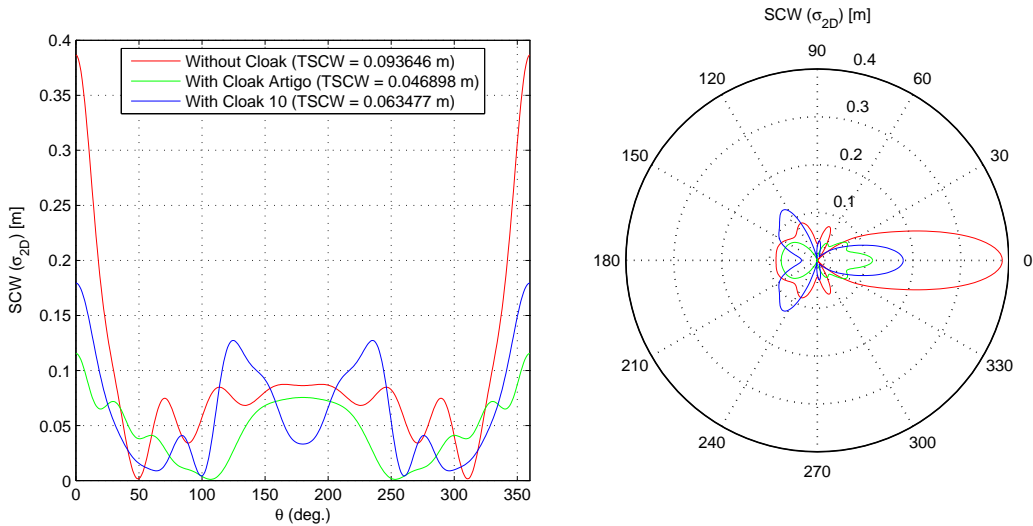 0.4
0.35
0.3
0.25
0.2
0.15
0.1
0.05
0
SCW (σ2D) [m]
Without Cloak (TSCW = 0.093646 m)
With Cloak Artigo (TSCW = 0.046898 m)
With Cloak 10 (TSCW = 0.063477 m)
0 50 100 150 200 250 300 350
θ (deg.)
SCW (σ2D) [m]
90
120 0.4 60
0.3
150 0.2 30
0.1
180 0
210 330
240 300
270